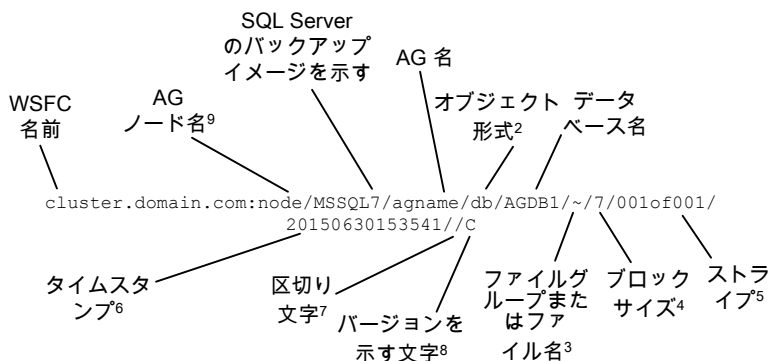 SQL Server
のバックアップ
イメージを示す
AG 名
WSFC
名前
AG
ノード名9
オブジェクト
形式2
データ
ベース名
cluster.domain.com:node/MSSQL7/agname/db/AGDB1/~/7/001of001/
20150630153541//C
タイムスタ
ンプ6
区切り
文字7
バージョンを
示す文字8
ファイルグ
ループまた
はファ
イル名3
ブロック
サイズ4
ストラ
イプ5